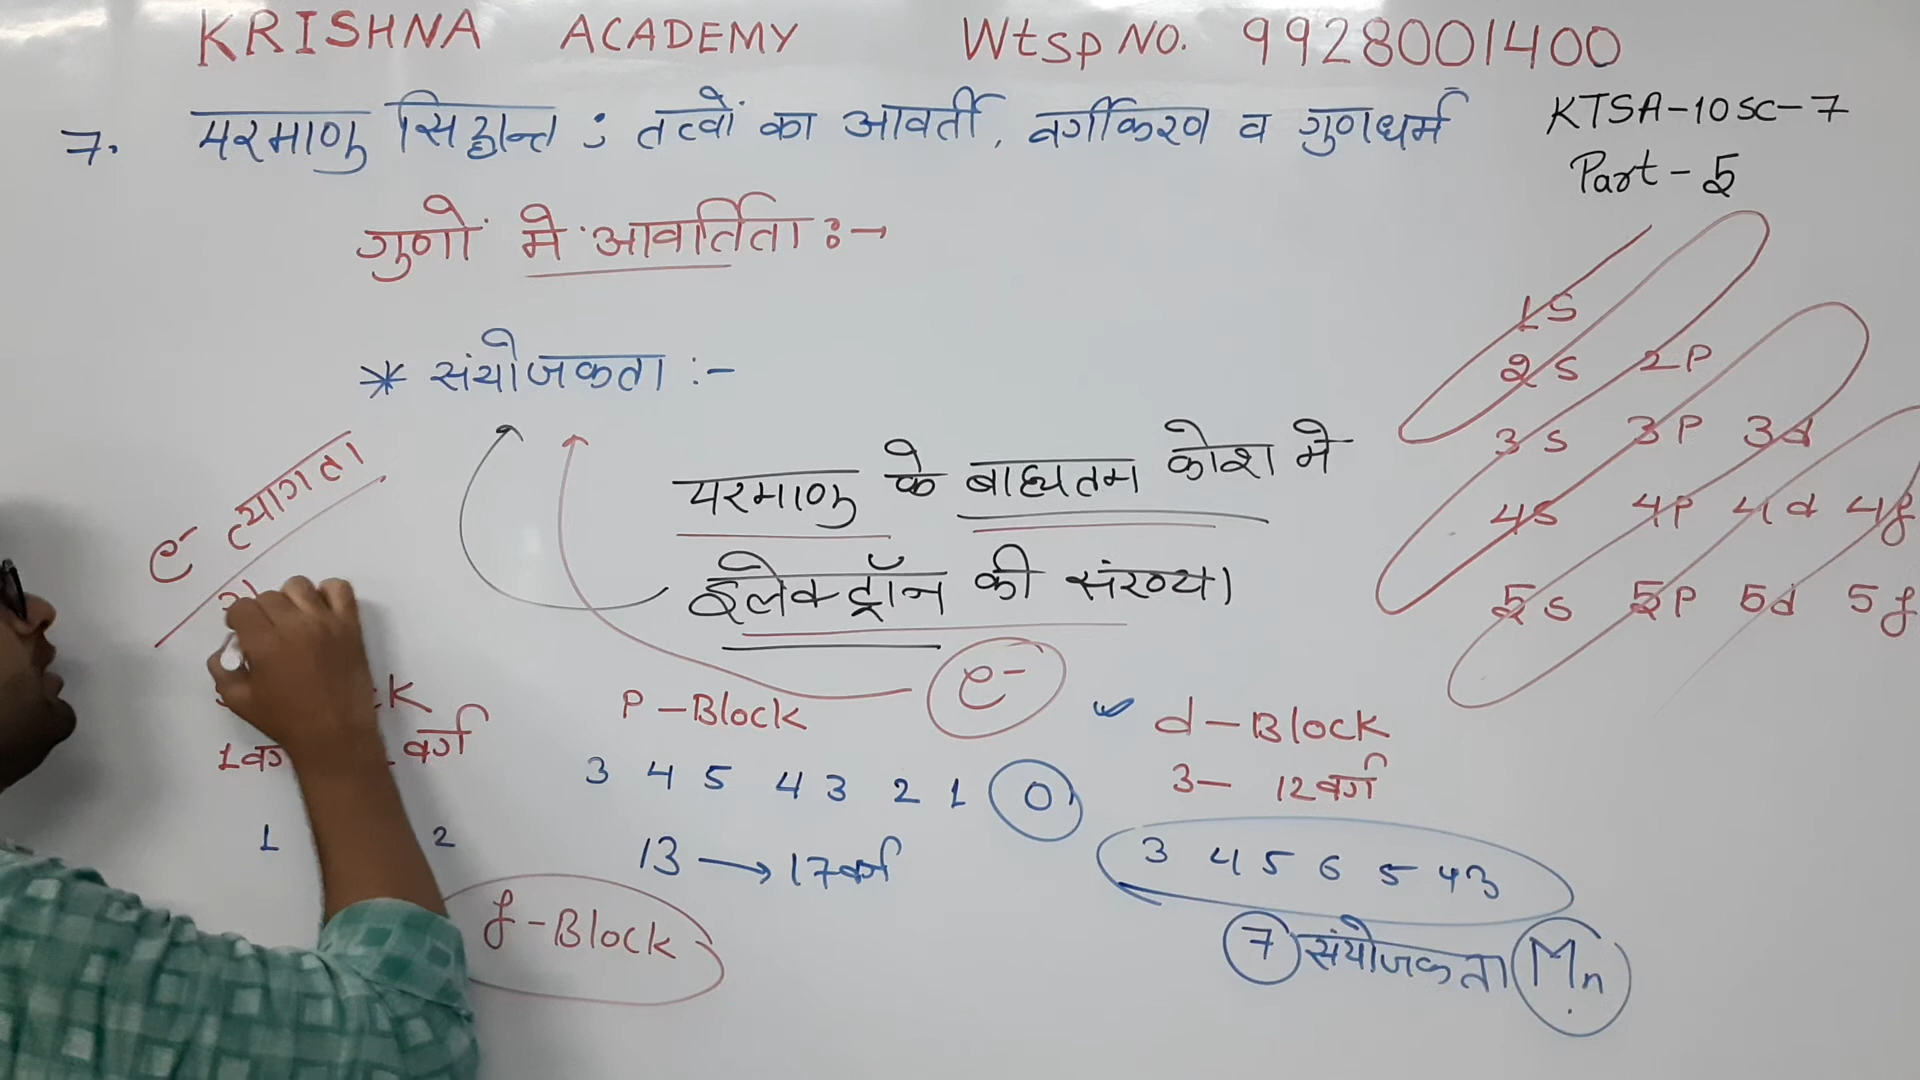 KRISHNA ACADEMY Wtsp NO. 9928001400
7. परमाणु सिद्धान्त : तत्वों का आवर्ती, वर्गीकरण व गुणधर्म
KTSA-10SC-7
Part-5
गुणों मे आवर्तिता :→
* संयोजकता :-
1S
2S 2P
3S 3P 3d
4S 4P 4d 4f
5S 5P 5d 5f
परमाणु के बाह्यतम कोश मे
इलेक्ट्रॉन की संख्या
e- त्यागता
e-
P-Block
1 2
3 4 5 4 3 2 1 0
13 → 17वर्ग
f-Block
d-Block
3- 12वर्ग
3 4 5 6 5 4 3
7 संयोजकता Mn